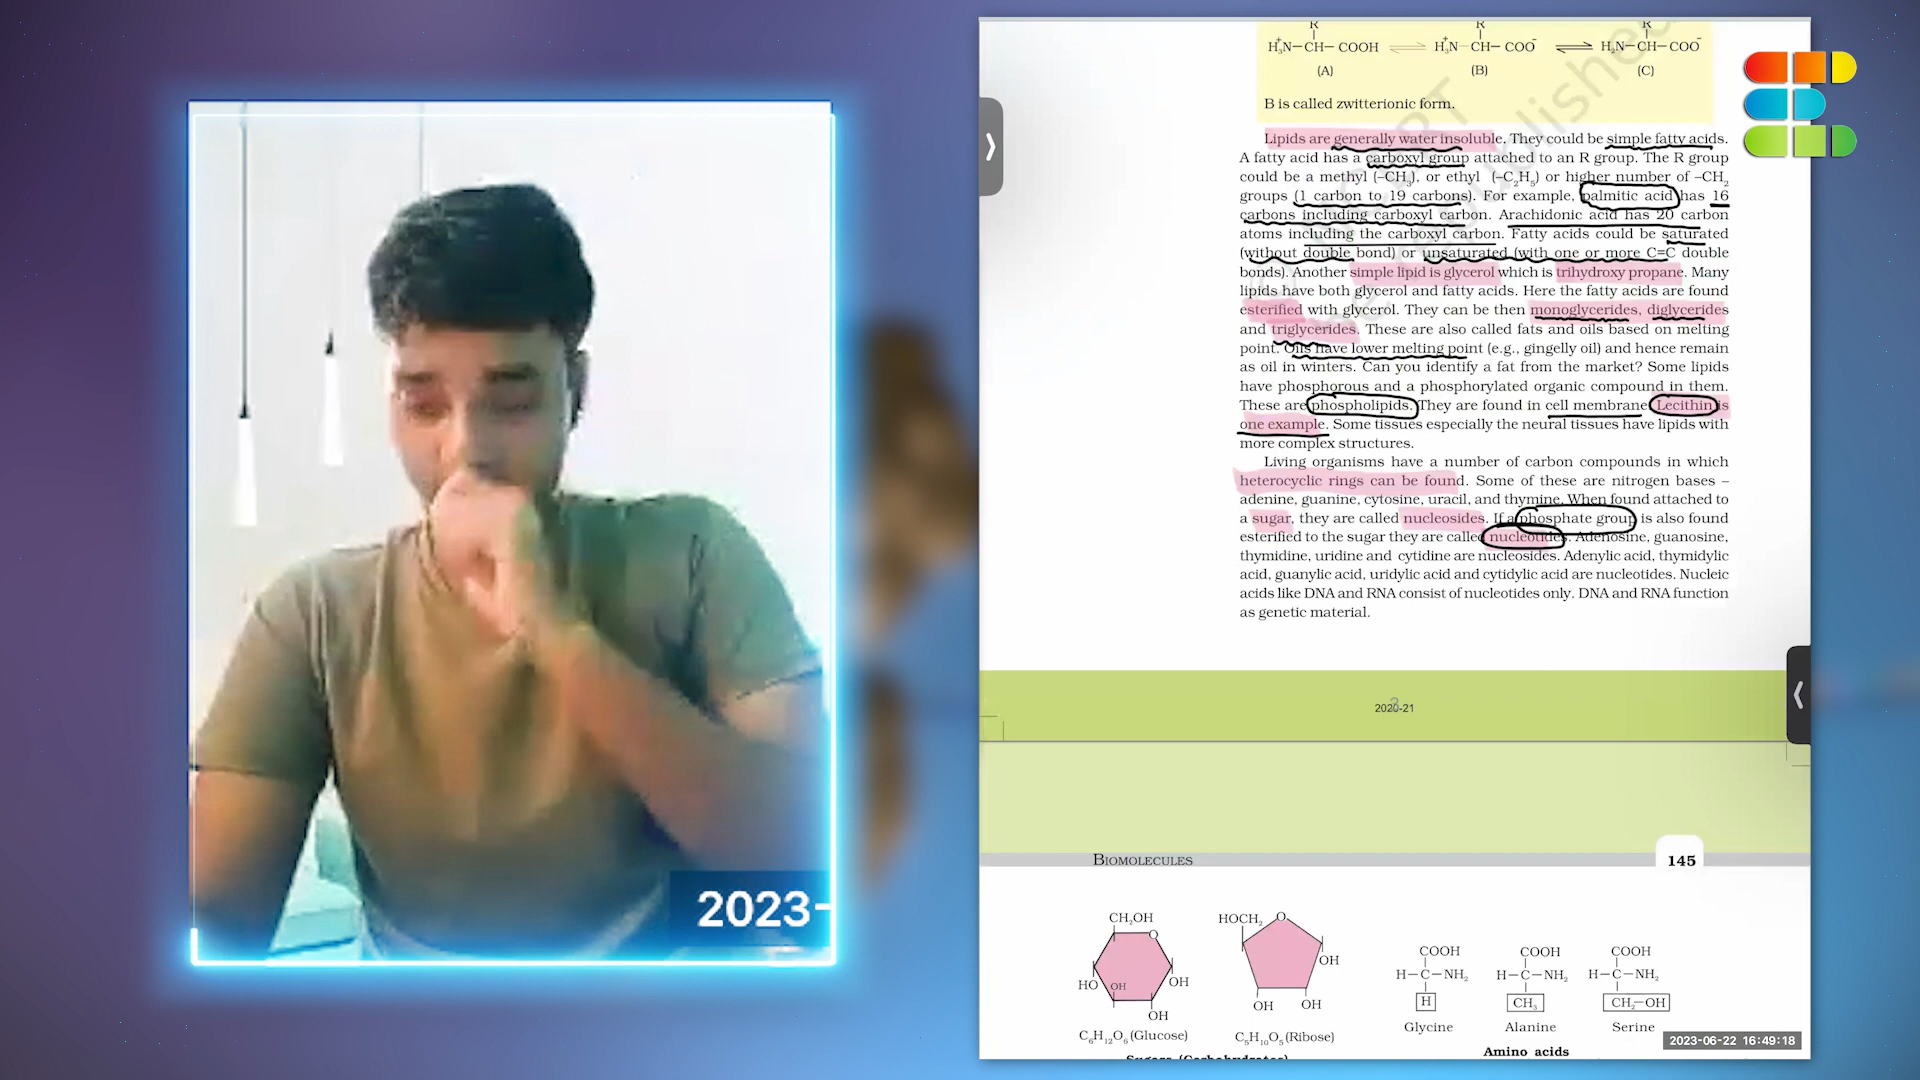 R R R
H₃N⁺–CH–COOH ⇌ H₃N⁺–CH–COO⁻ ⇌ H₂N–CH–COO⁻
(A) (B) (C)
B is called zwitterionic form.
Lipids are generally water insoluble. They could be simple fatty acids.
A fatty acid has a carboxyl group attached to an R group. The R group
could be a methyl (–CH₃), or ethyl (–C₂H₅) or higher number of –CH₂
groups (1 carbon to 19 carbons). For example, palmitic acid has 16
carbons including carboxyl carbon. Arachidonic acid has 20 carbon
atoms including the carboxyl carbon. Fatty acids could be saturated
(without double bond) or unsaturated (with one or more C=C double
bonds). Another simple lipid is glycerol which is trihydroxy propane. Many
lipids have both glycerol and fatty acids. Here the fatty acids are found
esterified with glycerol. They can be then monoglycerides, diglycerides
and triglycerides. These are also called fats and oils based on melting
point. Oils have lower melting point (e.g., gingelly oil) and hence remain
as oil in winters. Can you identify a fat from the market? Some lipids
have phosphorous and a phosphorylated organic compound in them.
These are phospholipids. They are found in cell membrane. Lecithin is
one example. Some tissues especially the neural tissues have lipids with
more complex structures.
Living organisms have a number of carbon compounds in which
heterocyclic rings can be found. Some of these are nitrogen bases –
adenine, guanine, cytosine, uracil, and thymine. When found attached to
a sugar, they are called nucleosides. If a phosphate group is also found
esterified to the sugar they are called nucleotides. Adenosine, guanosine,
thymidine, uridine and cytidine are nucleosides. Adenylic acid, thymidylic
acid, guanylic acid, uridylic acid and cytidylic acid are nucleotides. Nucleic
acids like DNA and RNA consist of nucleotides only. DNA and RNA function
as genetic material.
2020-21
BIOMOLECULES 145
CH₂OH HOCH₂ O
O
COOH COOH COOH
OH
H–C–NH₂ H–C–NH₂ H–C–NH₂
HO OH OH
H CH₃ CH₂–OH
OH OH
OH
Glycine Alanine Serine
C₆H₁₂O₆ (Glucose) C₅H₁₀O₅ (Ribose)
Sugars (Carbohydrates) Amino acids
2023-
2023-06-22 16:49:18